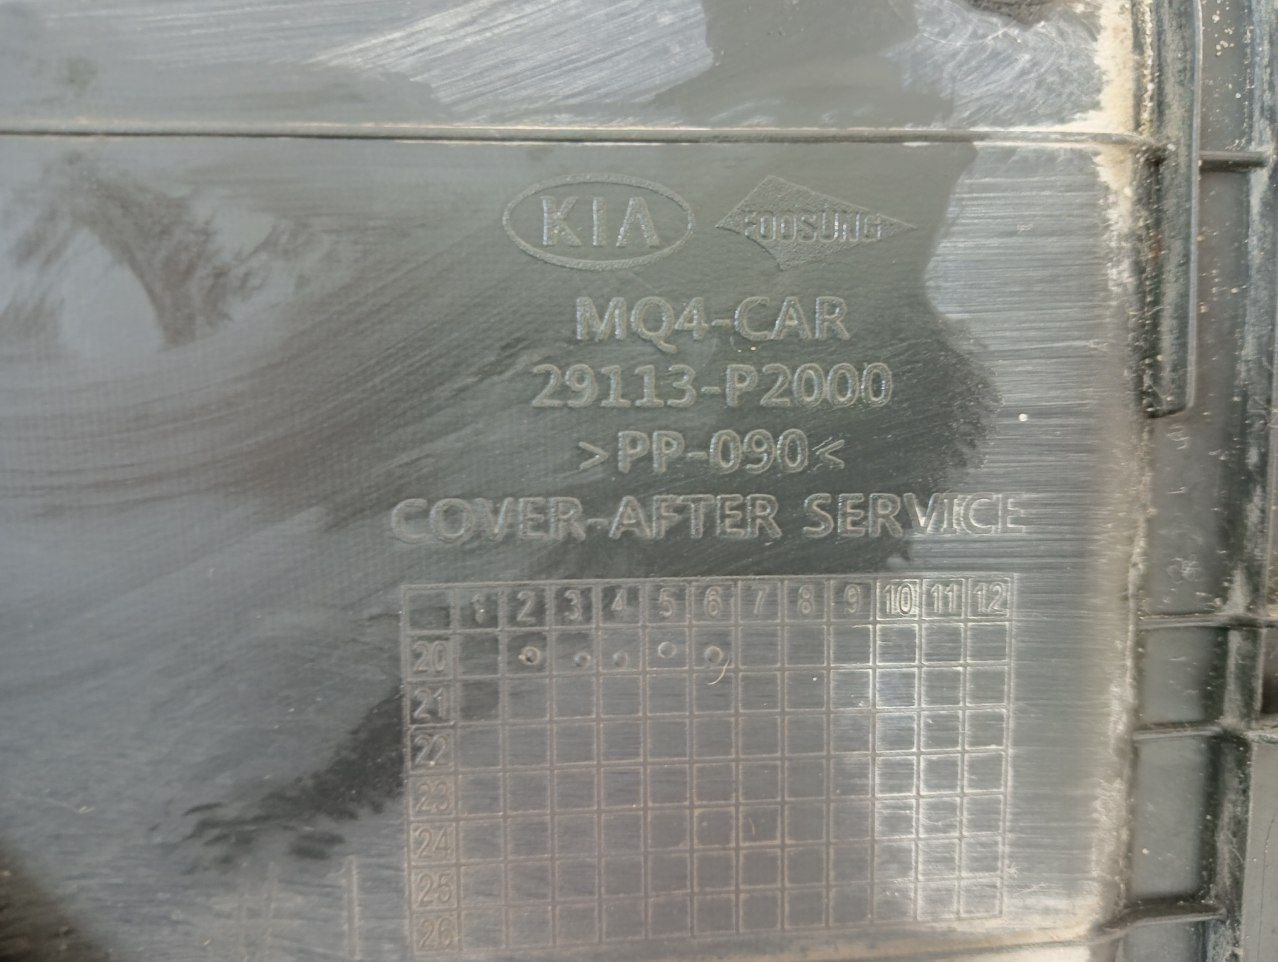 KIA FOOSUNG
MQ4-CAR
29113-P2000
>PP-090<
COVER-AFTER SERVICE
1 2 3 4 5 6 7 8 9 10 11 12
20
21
22
23
24
25
26